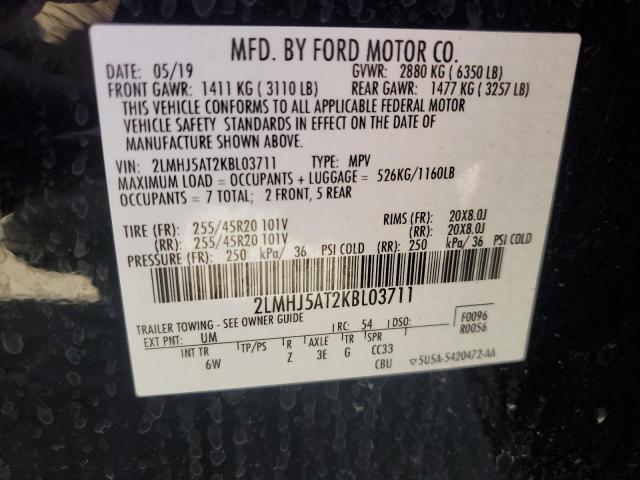 MFD. BY FORD MOTOR CO.
DATE: 05/19 GVWR: 2880 KG ( 6350 LB)
FRONT GAWR: 1411 KG ( 3110 LB) REAR GAWR: 1477 KG ( 3257 LB)
THIS VEHICLE CONFORMS TO ALL APPLICABLE FEDERAL MOTOR
VEHICLE SAFETY STANDARDS IN EFFECT ON THE DATE OF
MANUFACTURE SHOWN ABOVE.
VIN: 2LMHJ5AT2KBL03711 TYPE: MPV
MAXIMUM LOAD = OCCUPANTS + LUGGAGE = 526KG/1160LB
OCCUPANTS = 7 TOTAL; 2 FRONT, 5 REAR
TIRE (FR): 255/45R20 101V RIMS (FR): 20X8.0J
(RR): 255/45R20 101V (RR): 20X8.0J
PRESSURE (FR): 250 kPa/ 36 PSI COLD (RR): 250 kPa/ 36 PSI COLD
2LMHJ5AT2KBL03711
TRAILER TOWING - SEE OWNER GUIDE F0096
EXT PNT: UM RC: 54 DSO: R0056
INT TR TP/PS R AXLE TR SPR
6W Z 3E G CC33
CBU ▽5U5A-5420472-AA